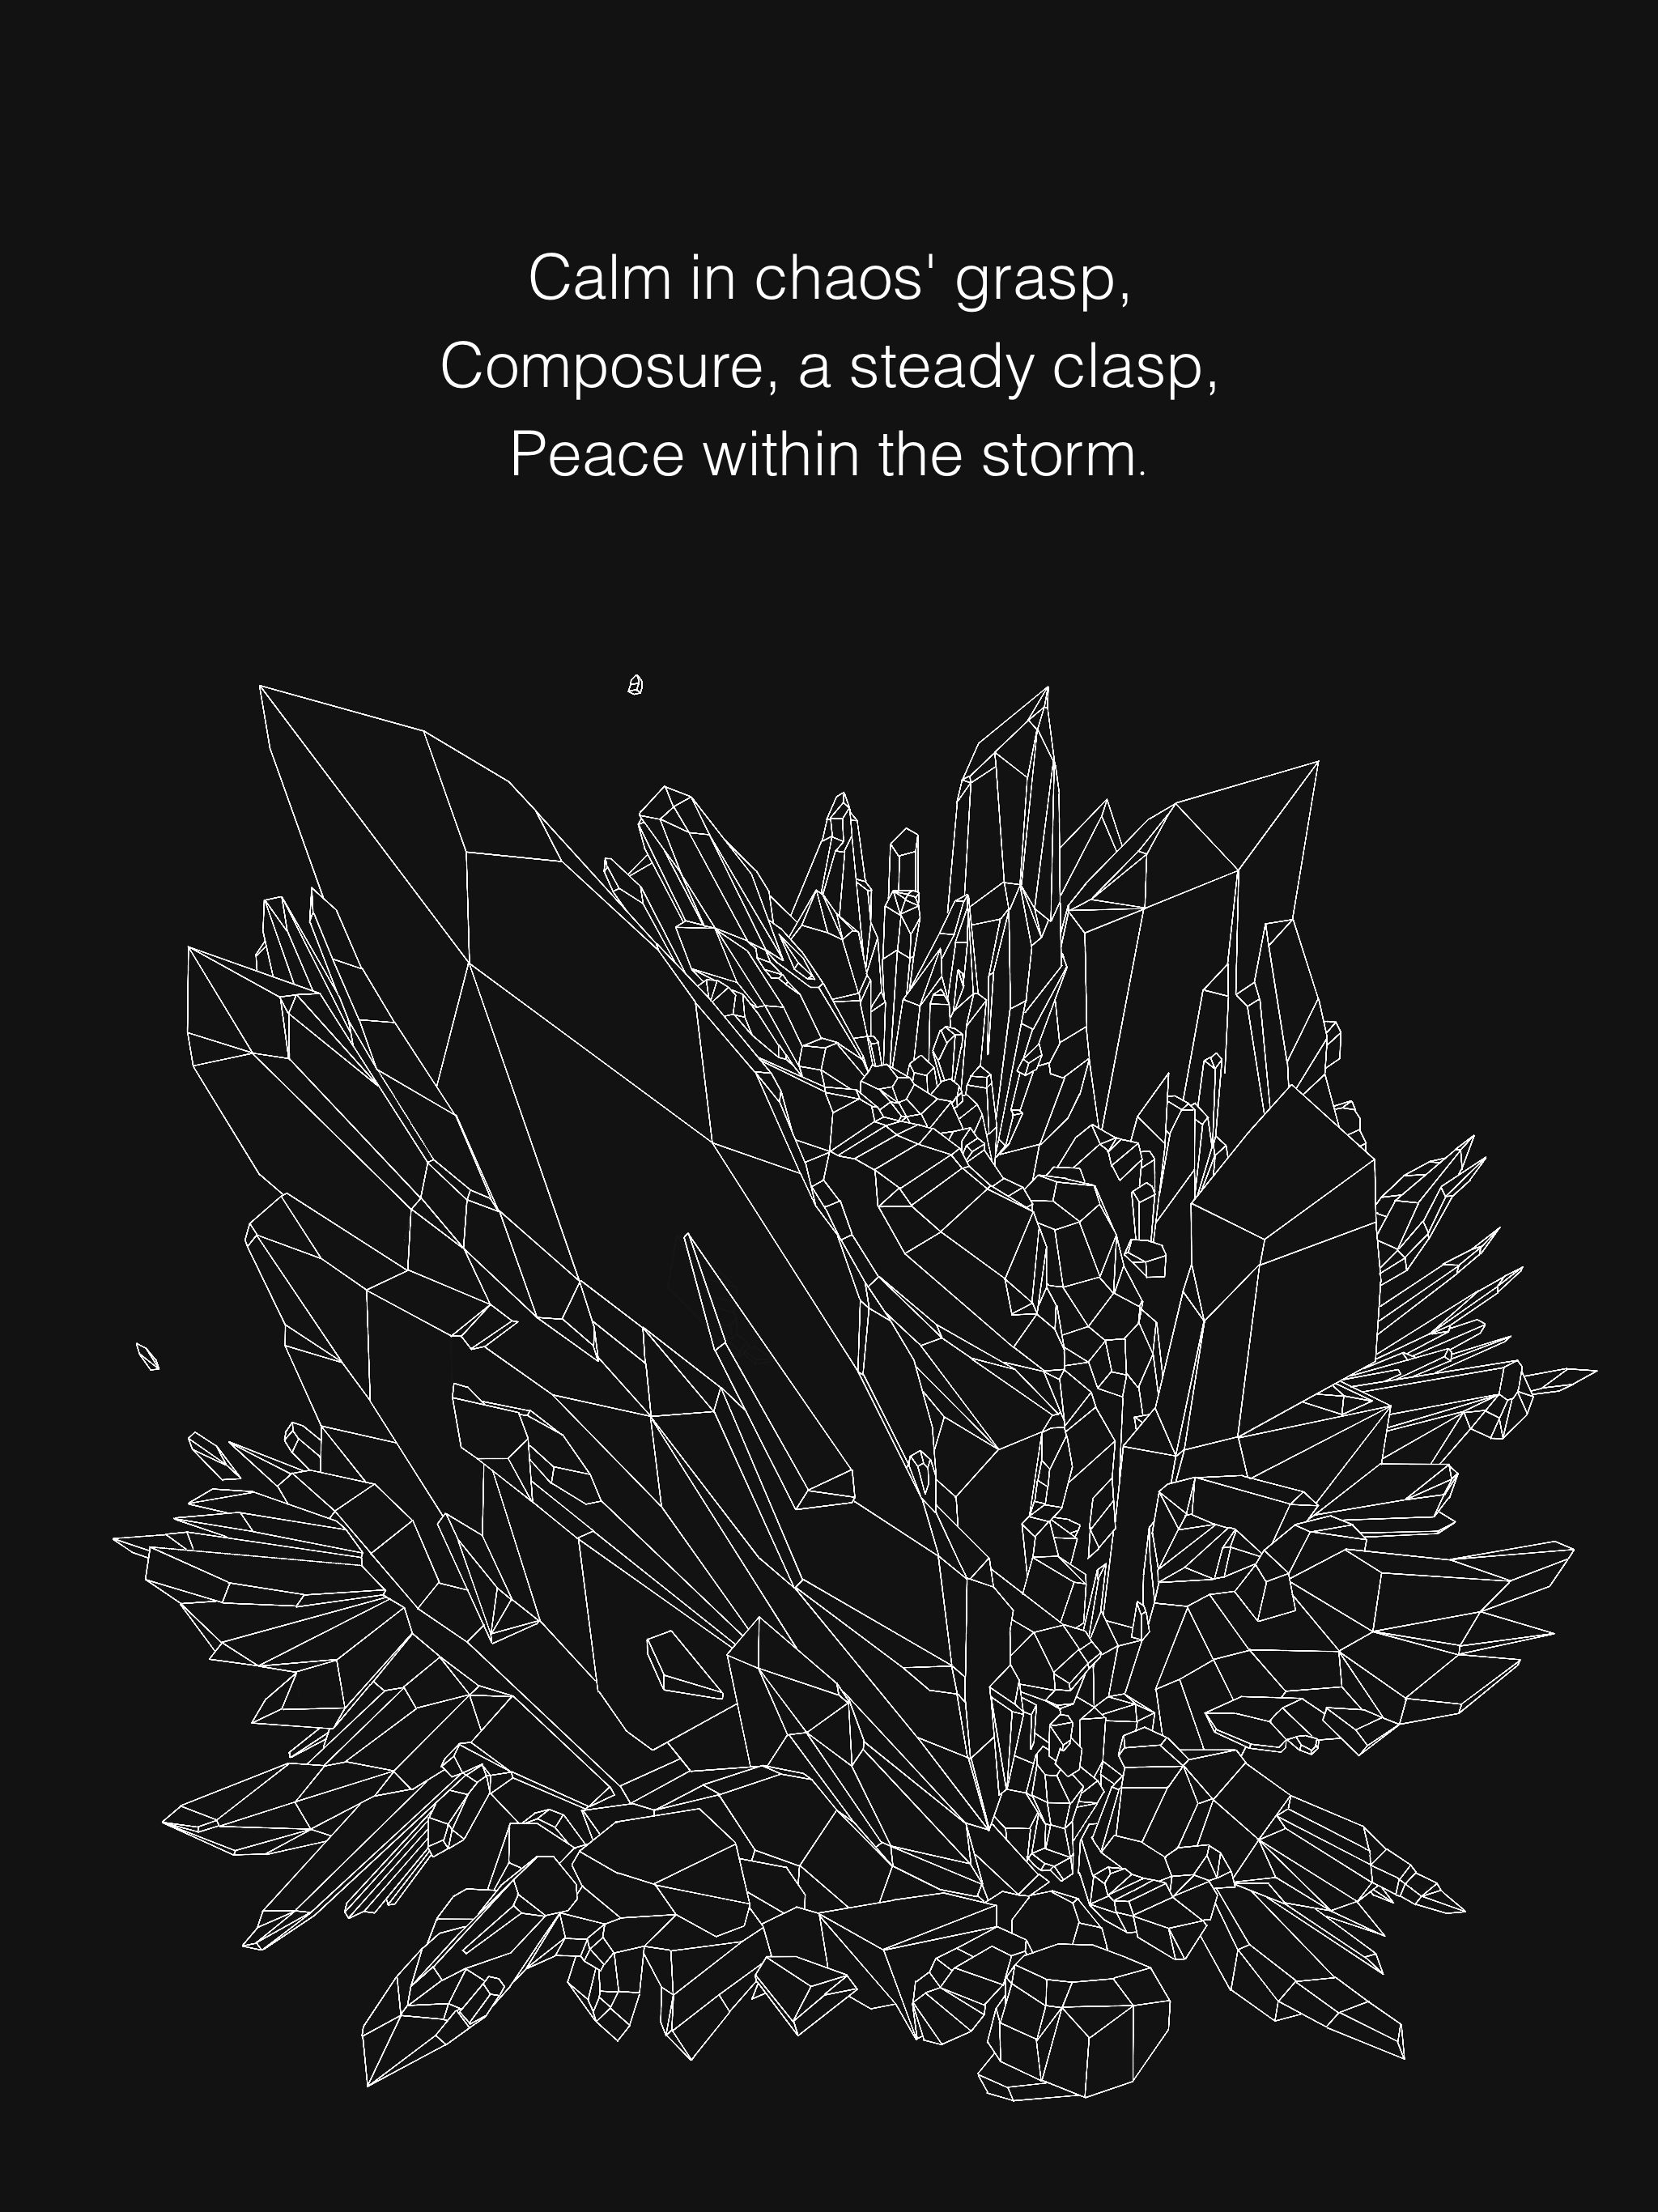 Calm in chaos' grasp,
Composure, a steady clasp,
Peace within the storm.